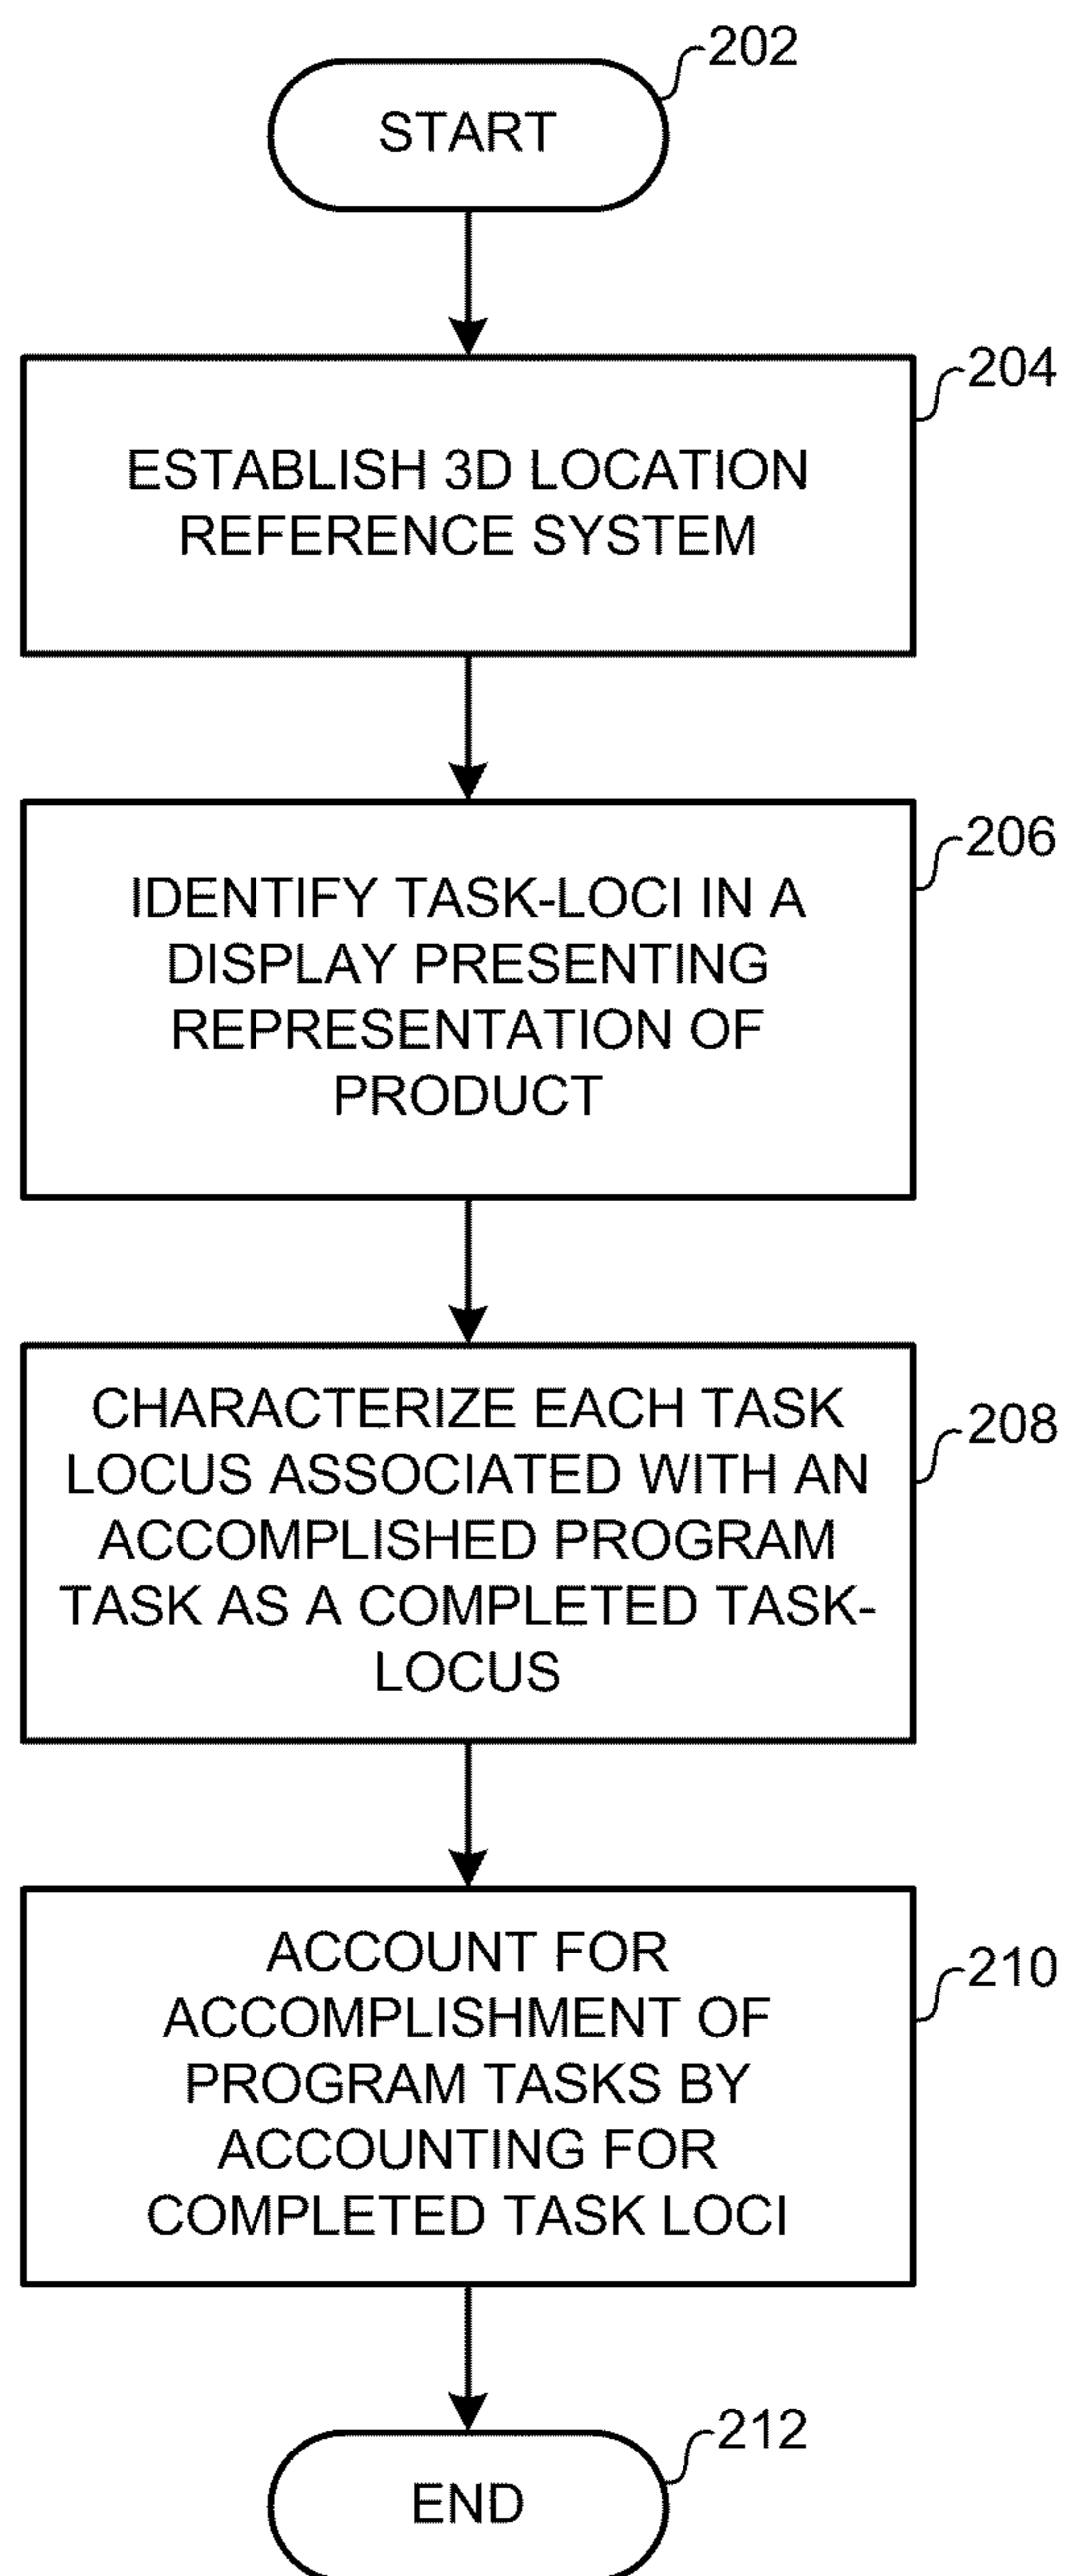 202
START
204
ESTABLISH 3D LOCATION
REFERENCE SYSTEM
206
IDENTIFY TASK-LOCI IN A
DISPLAY PRESENTING
REPRESENTATION OF
PRODUCT
208
CHARACTERIZE EACH TASK
LOCUS ASSOCIATED WITH AN
ACCOMPLISHED PROGRAM
TASK AS A COMPLETED TASK-
LOCUS
210
ACCOUNT FOR
ACCOMPLISHMENT OF
PROGRAM TASKS BY
ACCOUNTING FOR
COMPLETED TASK LOCI
212
END